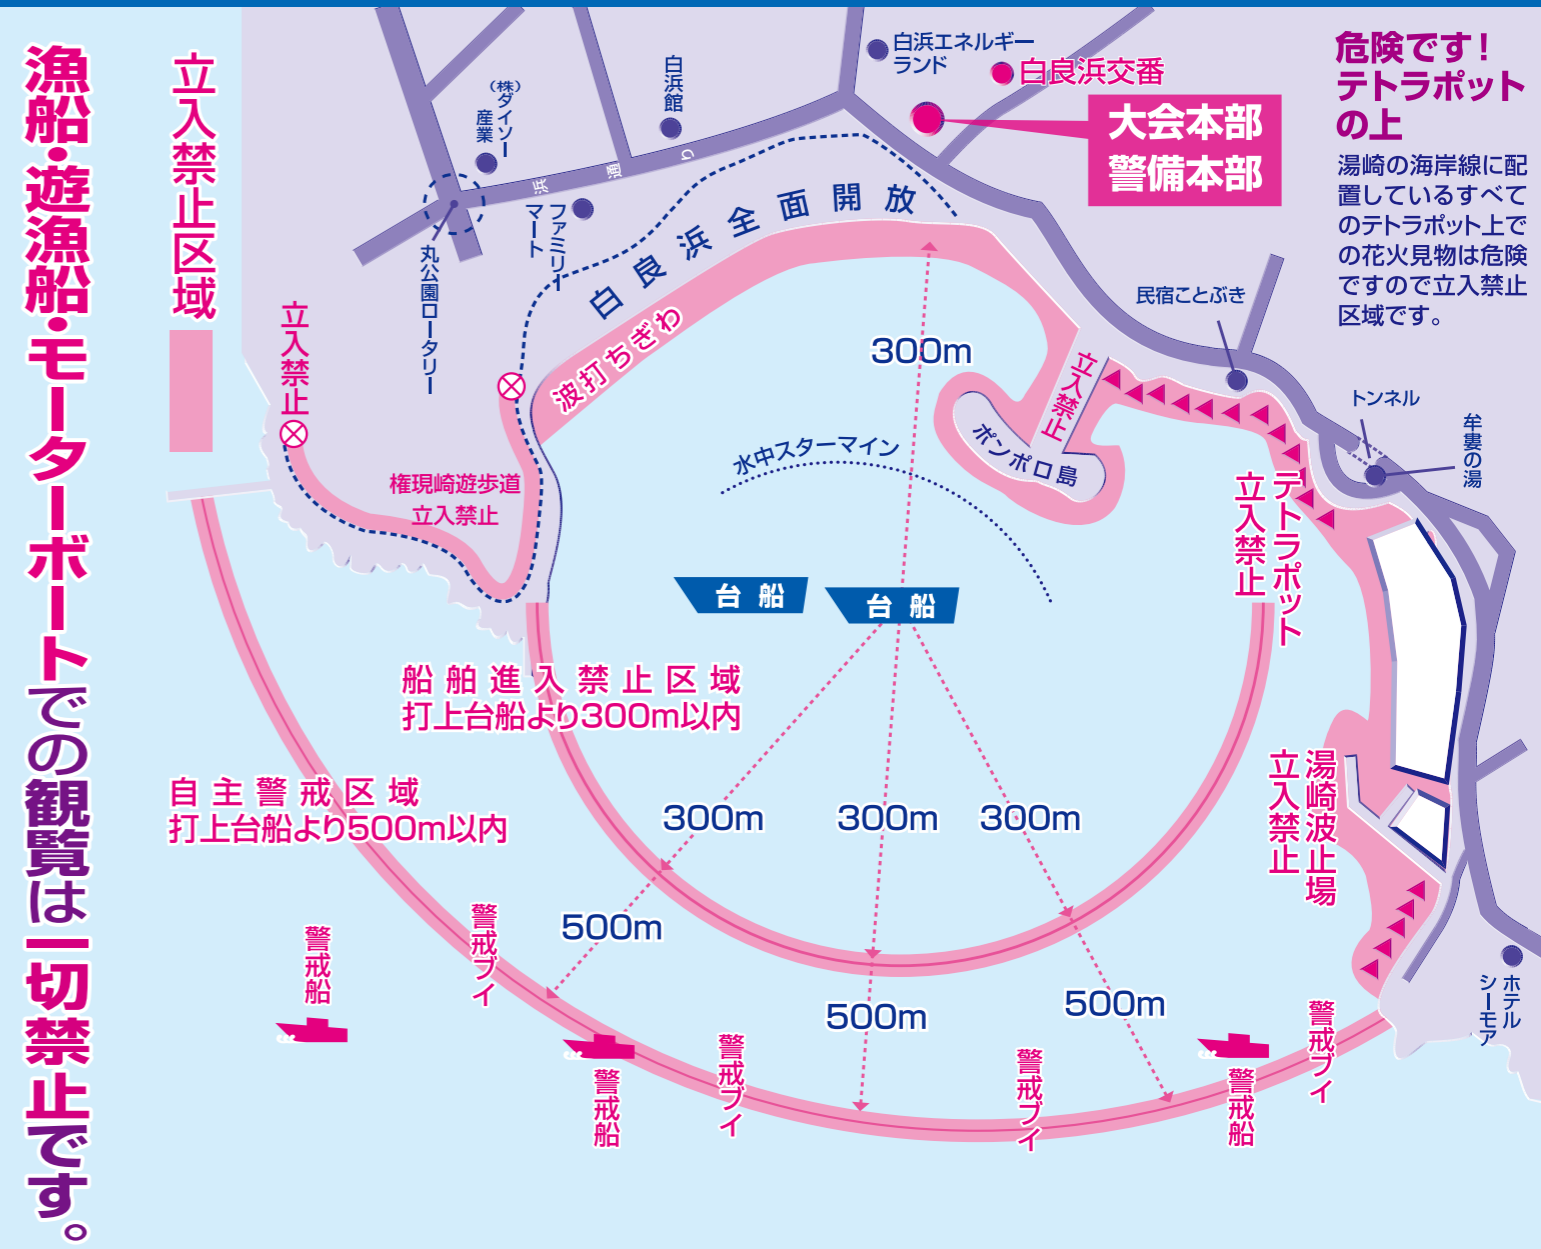 漁船・遊漁船・モーターボートでの観覧は一切禁止です。
立入禁止区域
白浜エネルギー
ランド
白良浜交番
大会本部
警備本部
危険です！
テトラポット
の上
湯崎の海岸線に配
置しているすべて
のテトラポット上で
の花火見物は危険
ですので立入禁止
区域です。
(株)ダイソー
産業
白浜館
浜通り
ファミリー
マート
丸公園ロータリー
白良浜全面開放
波打ちぎわ
立入禁止
権現崎遊歩道
立入禁止
300m
水中スターマイン
立入禁止
ポンポロ島
民宿ことぶき
トンネル
牟婁の湯
テトラポット
立入禁止
台船
台船
船舶進入禁止区域
打上台船より300m以内
自主警戒区域
打上台船より500m以内
300m
300m
300m
500m
500m
500m
湯崎波止場
立入禁止
ホテル
シーモア
警戒船
警戒ブイ
警戒船
警戒ブイ
警戒ブイ
警戒船
警戒ブイ